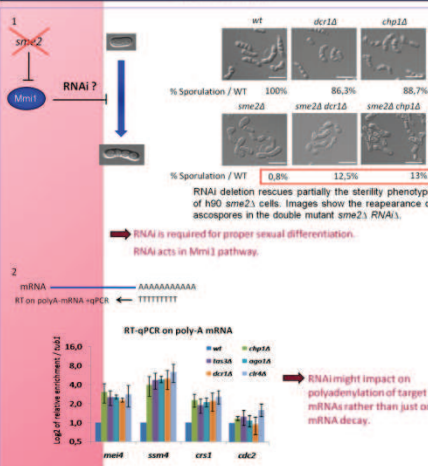 1
sme2
Mmi1
RNAi ?
wt dcr1Δ chp1Δ
% Sporulation / WT 100% 86,3% 88,7%
sme2Δ sme2Δ dcr1Δ sme2Δ chp1Δ
% Sporulation / WT 0,8% 12,5% 13%
RNAi deletion rescues partially the sterility phenotyp
of h90 sme2Δ cells. Images show the reapearance o
ascospores in the double mutant sme2Δ RNAiΔ.
RNAi is required for proper sexual differentiation.
RNAi acts in Mmi1 pathway.
2
mRNA AAAAAAAAAAA
RT on polyA-mRNA +qPCR TTTTTTTTT
RT-qPCR on poly-A mRNA
Log2 of relative enrichment / tub1
16,0
8,0
4,0
2,0
1,0
0,5
wt chp1Δ
tas3Δ ago1Δ
dcr1Δ clr4Δ
mei4 ssm4 crs1 cdc2
RNAi might impact on
polyadenylation of target
mRNAs rather than just on
mRNA decay.